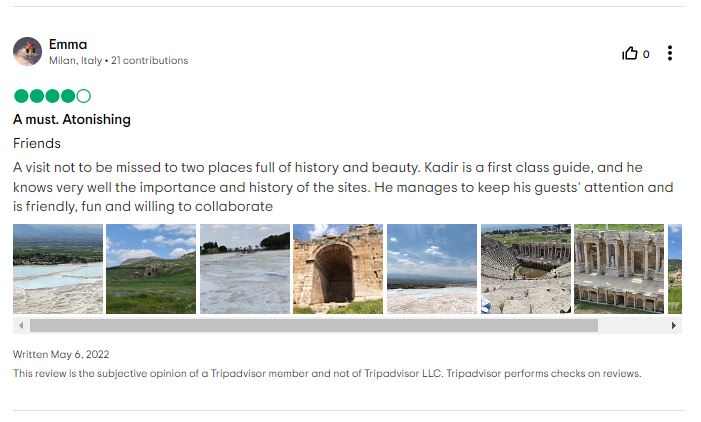 Emma
Milan, Italy • 21 contributions
0
A must. Atonishing
Friends
A visit not to be missed to two places full of history and beauty. Kadir is a first class guide, and he
knows very well the importance and history of the sites. He manages to keep his guests' attention and
is friendly, fun and willing to collaborate
Written May 6, 2022
This review is the subjective opinion of a Tripadvisor member and not of Tripadvisor LLC. Tripadvisor performs checks on reviews.